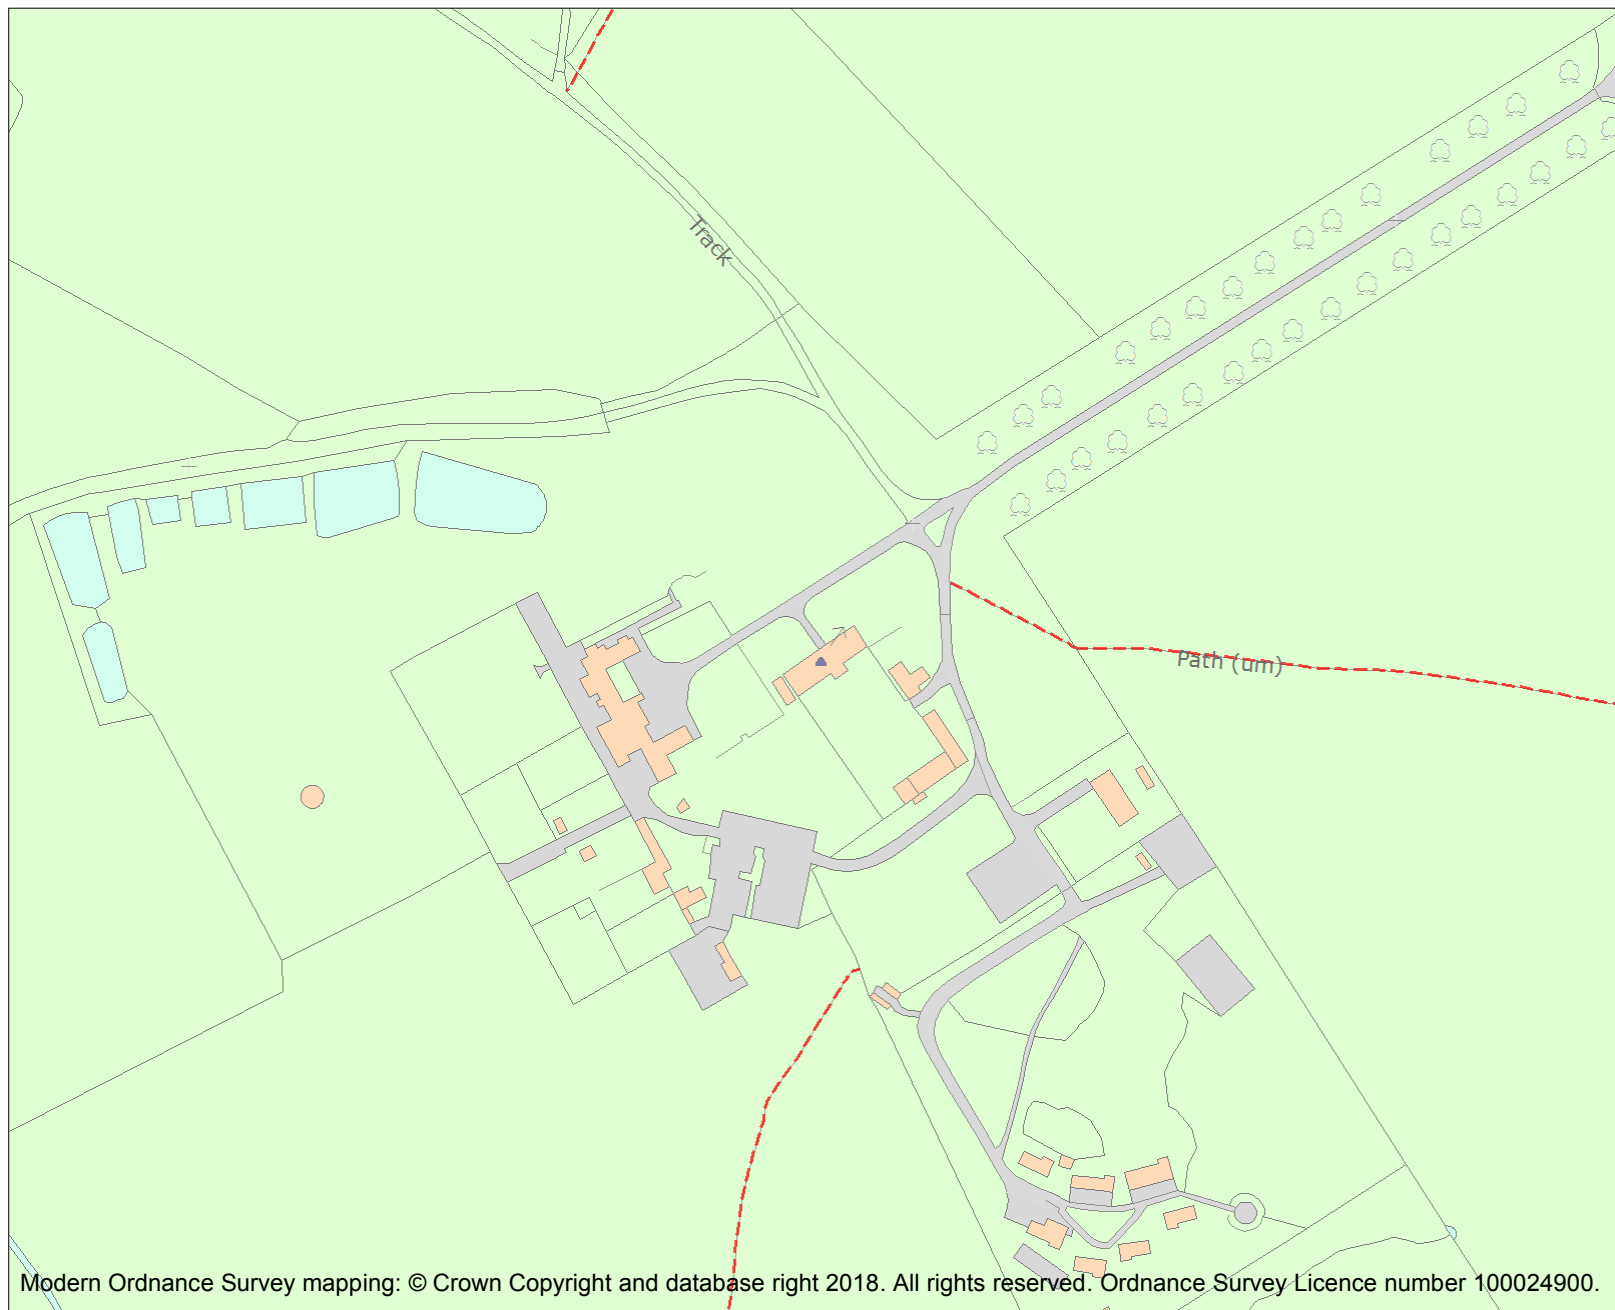 Track
Path (um)
Modern Ordnance Survey mapping: © Crown Copyright and database right 2018. All rights reserved. Ordnance Survey Licence number 100024900.